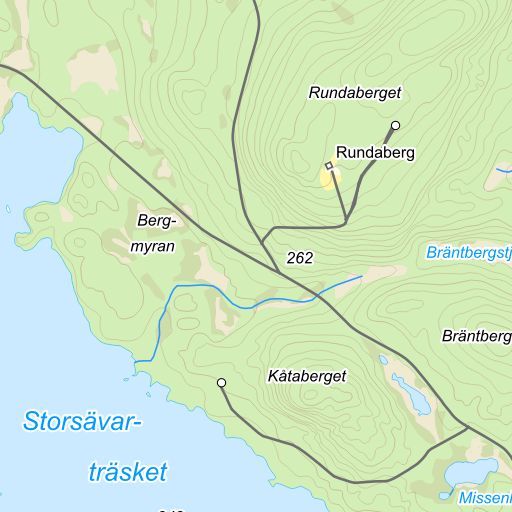 Rundaberget
Rundaberg
Berg-
myran
262
Bräntbergstj
Bräntberg
Kåtaberget
Storsävar-
träsket
Missen